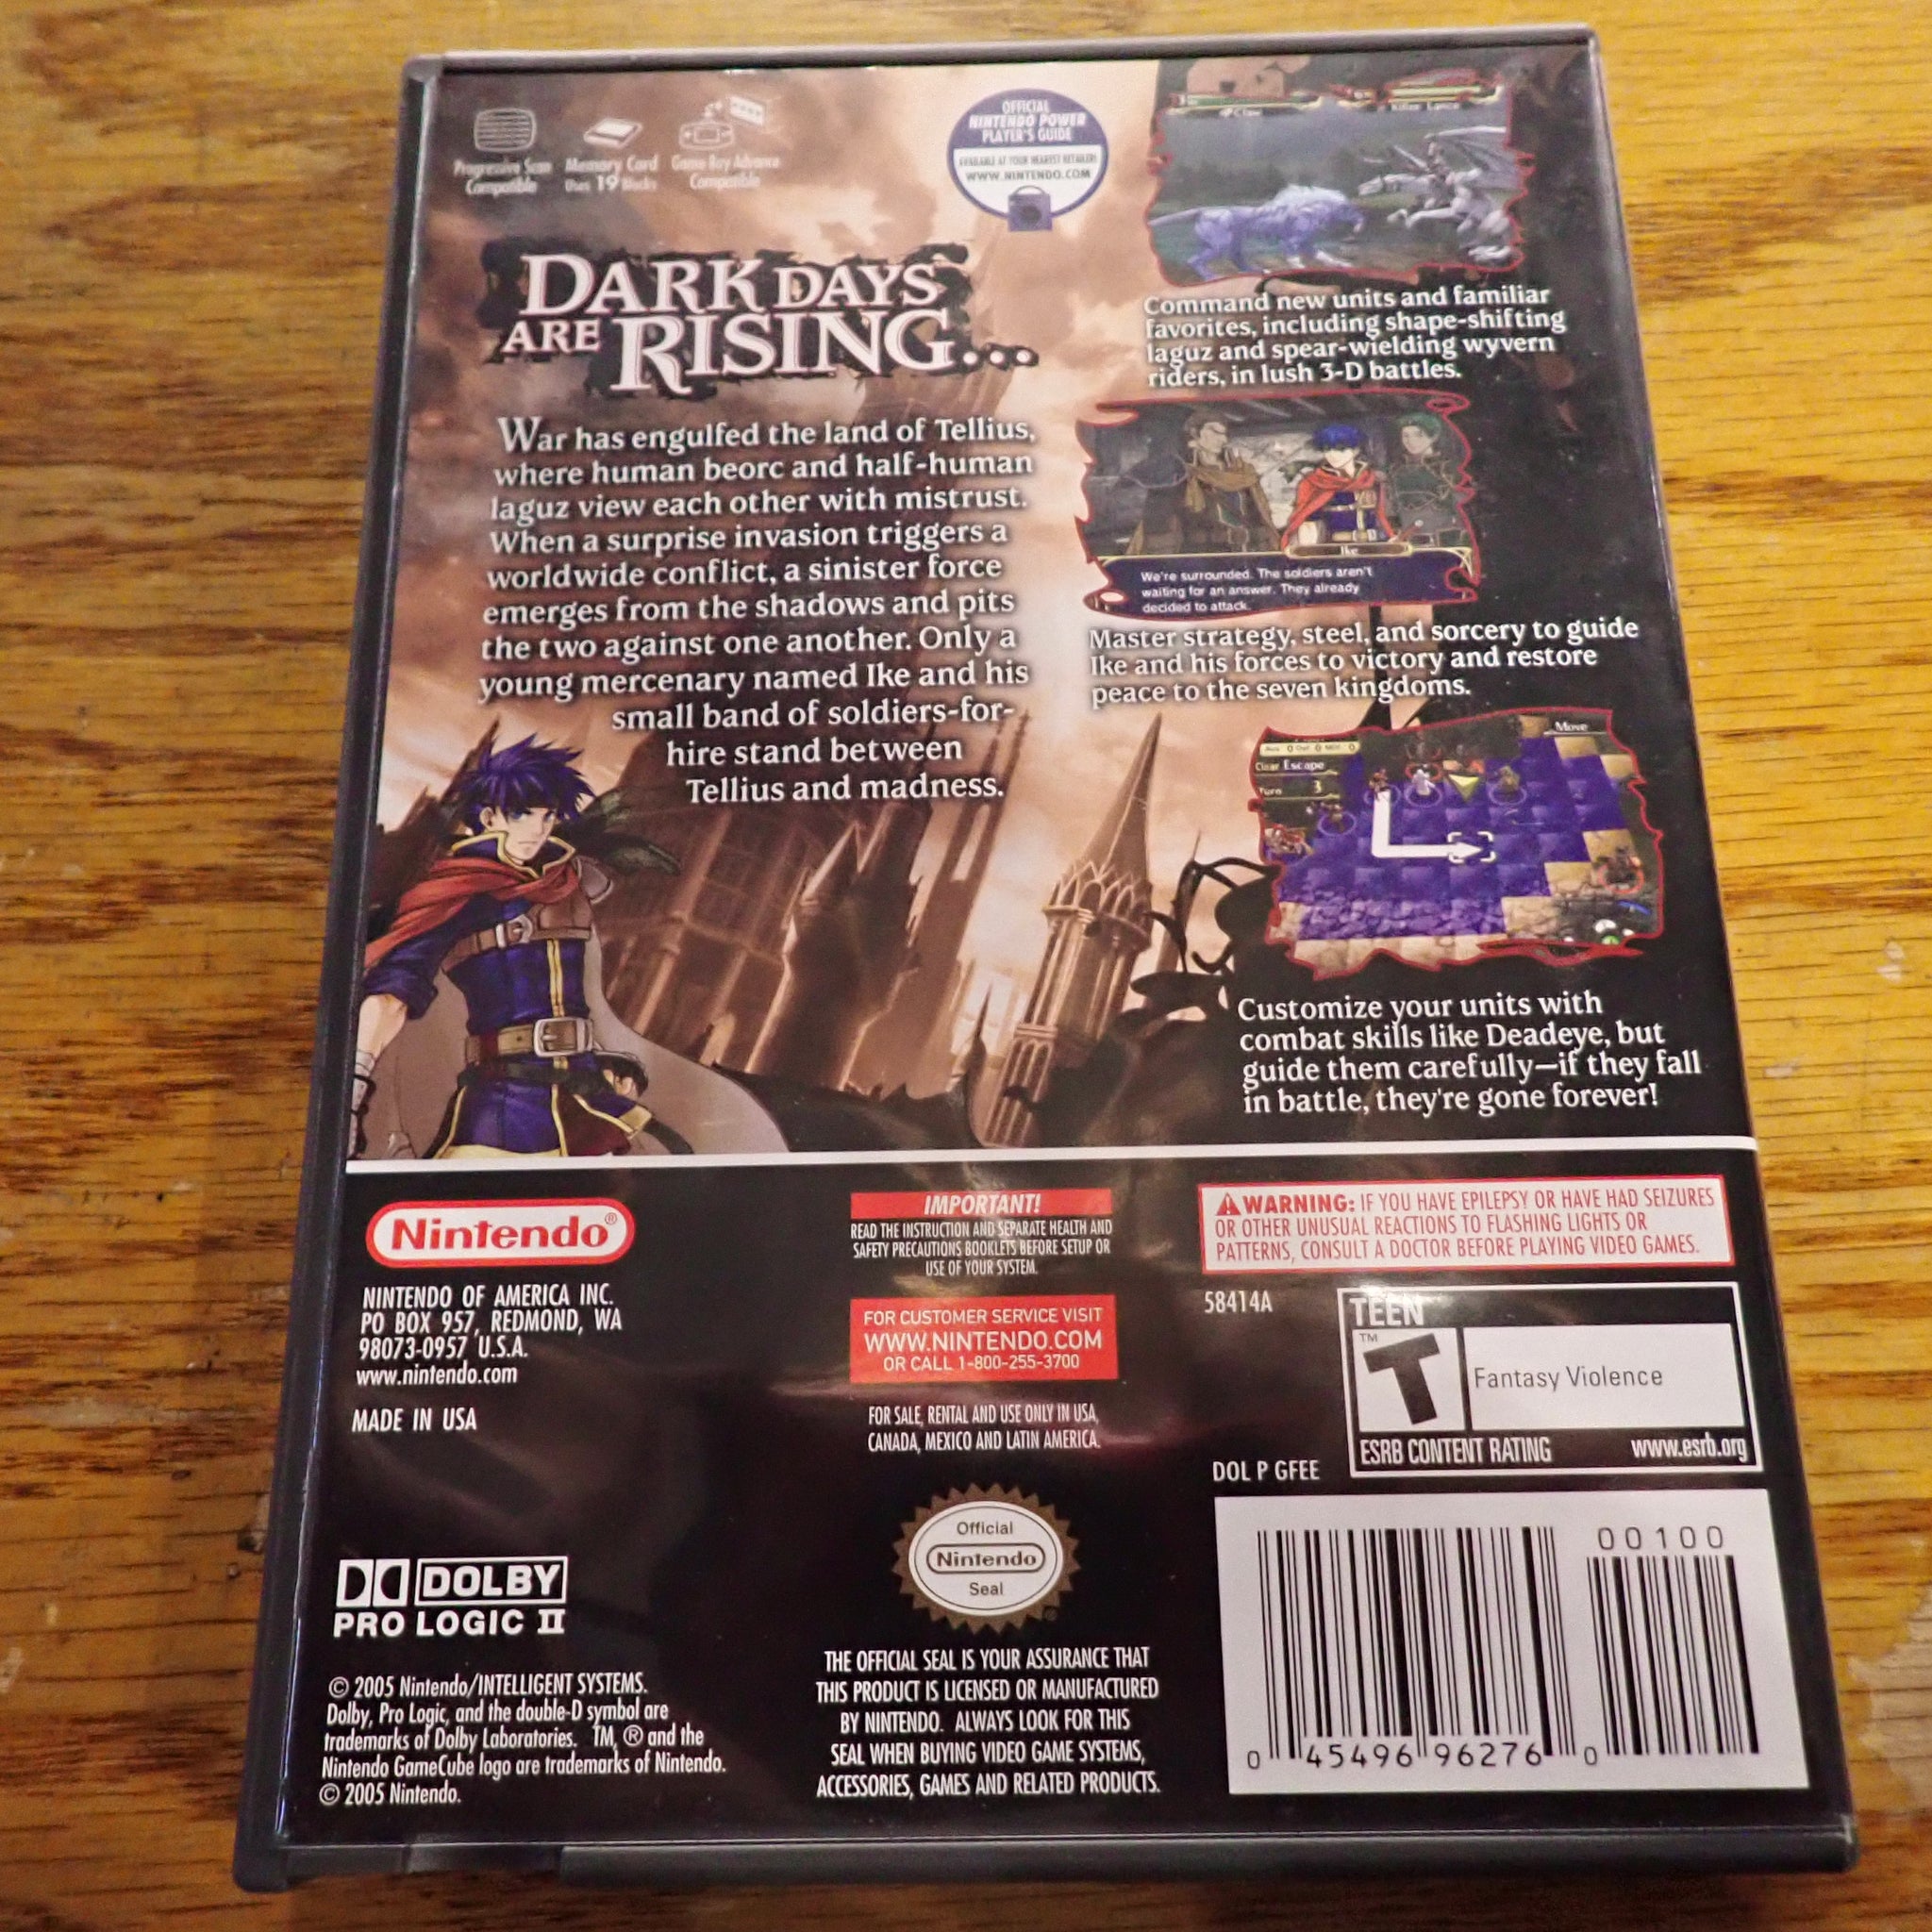 Progressive Scan
Compatible
Memory Card
Uses 19 Blocks
Game Boy Advance
Compatible
OFFICIAL
NINTENDO POWER
PLAYER'S GUIDE
AVAILABLE AT YOUR NEAREST RETAILER!
WWW.NINTENDO.COM
Claw
Killer Lance
DARK DAYS
ARE RISING...
War has engulfed the land of Tellius,
where human beorc and half-human
laguz view each other with mistrust.
When a surprise invasion triggers a
worldwide conflict, a sinister force
emerges from the shadows and pits
the two against one another. Only a
young mercenary named Ike and his
small band of soldiers-for-
hire stand between
Tellius and madness.
Command new units and familiar
favorites, including shape-shifting
laguz and spear-wielding wyvern
riders, in lush 3-D battles.
Ike
We're surrounded. The soldiers aren't
waiting for an answer. They already
decided to attack.
Master strategy, steel, and sorcery to guide
Ike and his forces to victory and restore
peace to the seven kingdoms.
Move
Clear Escape
Turn 3
Customize your units with
combat skills like Deadeye, but
guide them carefully—if they fall
in battle, they're gone forever!
Nintendo®
NINTENDO OF AMERICA INC.
PO BOX 957, REDMOND, WA
98073-0957 U.S.A.
www.nintendo.com
MADE IN USA
IMPORTANT!
READ THE INSTRUCTION AND SEPARATE HEALTH AND
SAFETY PRECAUTIONS BOOKLETS BEFORE SETUP OR
USE OF YOUR SYSTEM.
FOR CUSTOMER SERVICE VISIT
WWW.NINTENDO.COM
OR CALL 1-800-255-3700
FOR SALE, RENTAL AND USE ONLY IN USA,
CANADA, MEXICO AND LATIN AMERICA.
WARNING: IF YOU HAVE EPILEPSY OR HAVE HAD SEIZURES
OR OTHER UNUSUAL REACTIONS TO FLASHING LIGHTS OR
PATTERNS, CONSULT A DOCTOR BEFORE PLAYING VIDEO GAMES.
58414A
TEEN
T™
Fantasy Violence
ESRB CONTENT RATING www.esrb.org
DOL P GFEE
DOLBY
PRO LOGIC II
© 2005 Nintendo/INTELLIGENT SYSTEMS.
Dolby, Pro Logic, and the double-D symbol are
trademarks of Dolby Laboratories. TM, ® and the
Nintendo GameCube logo are trademarks of Nintendo.
© 2005 Nintendo.
Official
Nintendo
Seal
®
THE OFFICIAL SEAL IS YOUR ASSURANCE THAT
THIS PRODUCT IS LICENSED OR MANUFACTURED
BY NINTENDO. ALWAYS LOOK FOR THIS
SEAL WHEN BUYING VIDEO GAME SYSTEMS,
ACCESSORIES, GAMES AND RELATED PRODUCTS.
00100
0 45496 96276 0